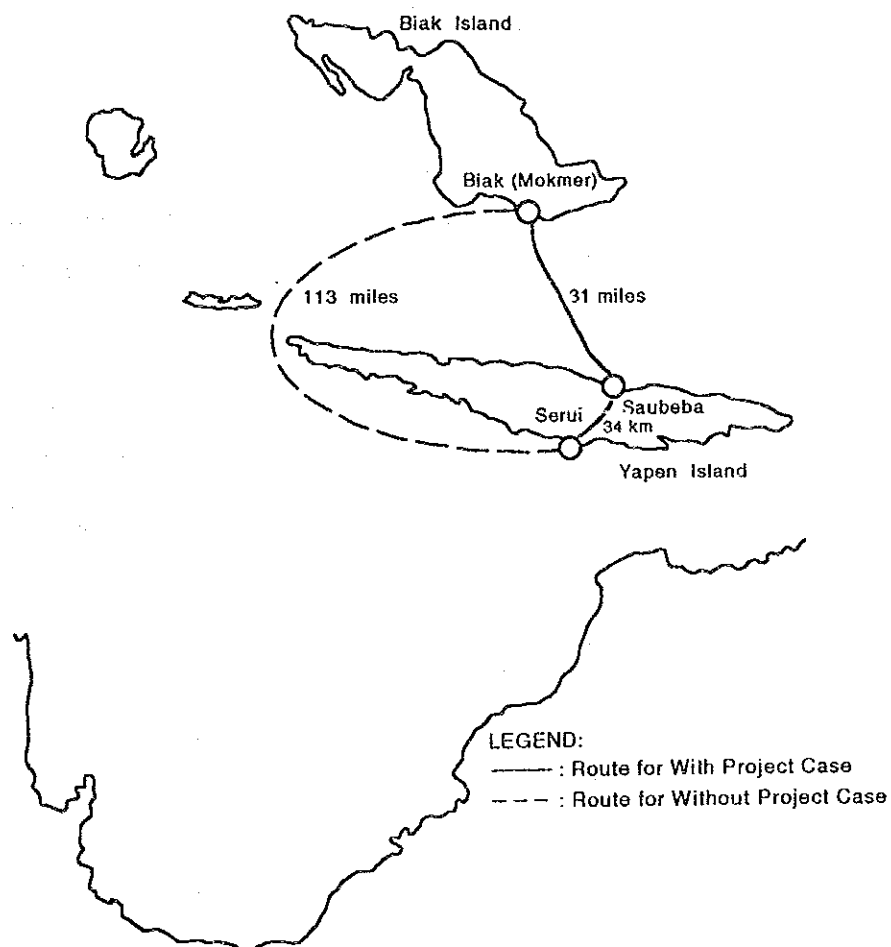 Biak Island
Biak (Mokmer)
113 miles
31 miles
Serui
Saubeba
34 km
Yapen Island
LEGEND:
: Route for With Project Case
: Route for Without Project Case